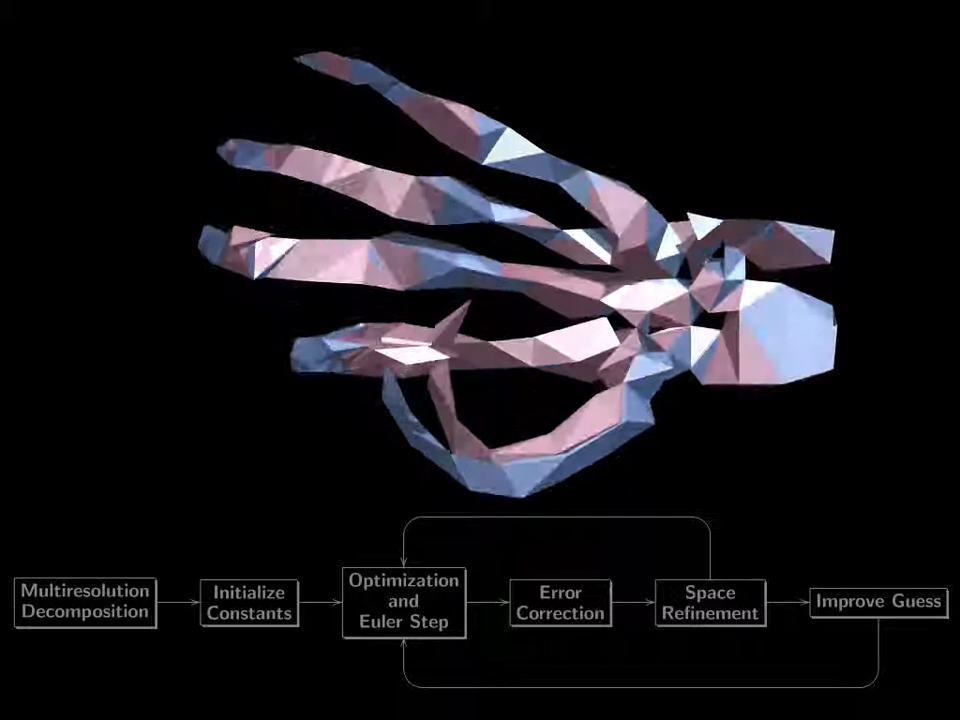 Multiresolution
Decomposition
Initialize
Constants
Optimization
and
Euler Step
Error
Correction
Space
Refinement
Improve Guess